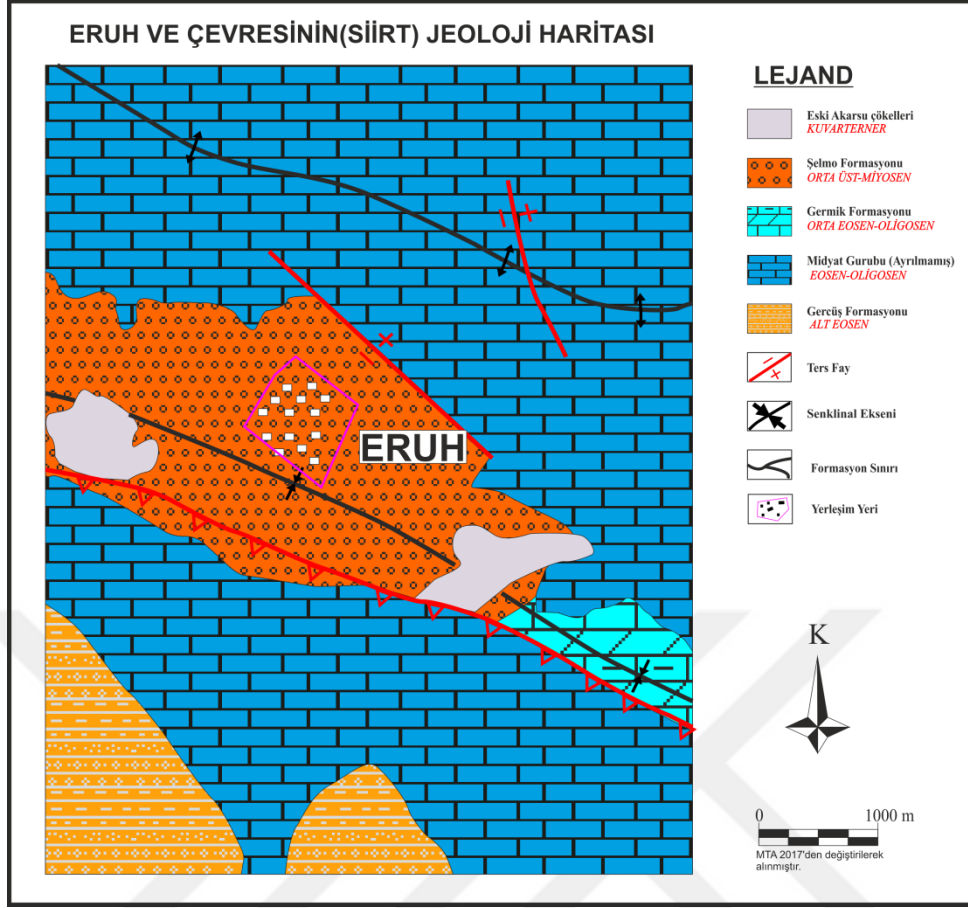 ERUH VE ÇEVRESİNİN(SİİRT) JEOLOJİ HARİTASI
LEJAND
Eski Akarsu çökelleri
KUVARTERNER
Şelmo Formasyonu
ORTA ÜST-MİYOSEN
Germik Formasyonu
ORTA EOSEN-OLİGOSEN
Midyat Gurubu (Ayrılmamış)
EOSEN-OLİGOSEN
Gercüş Formasyonu
ALT EOSEN
Ters Fay
Senklinal Ekseni
Formasyon Sınırı
Yerleşim Yeri
ERUH
K
0 1000 m
MTA 2017'den değiştirilerek
alınmıştır.